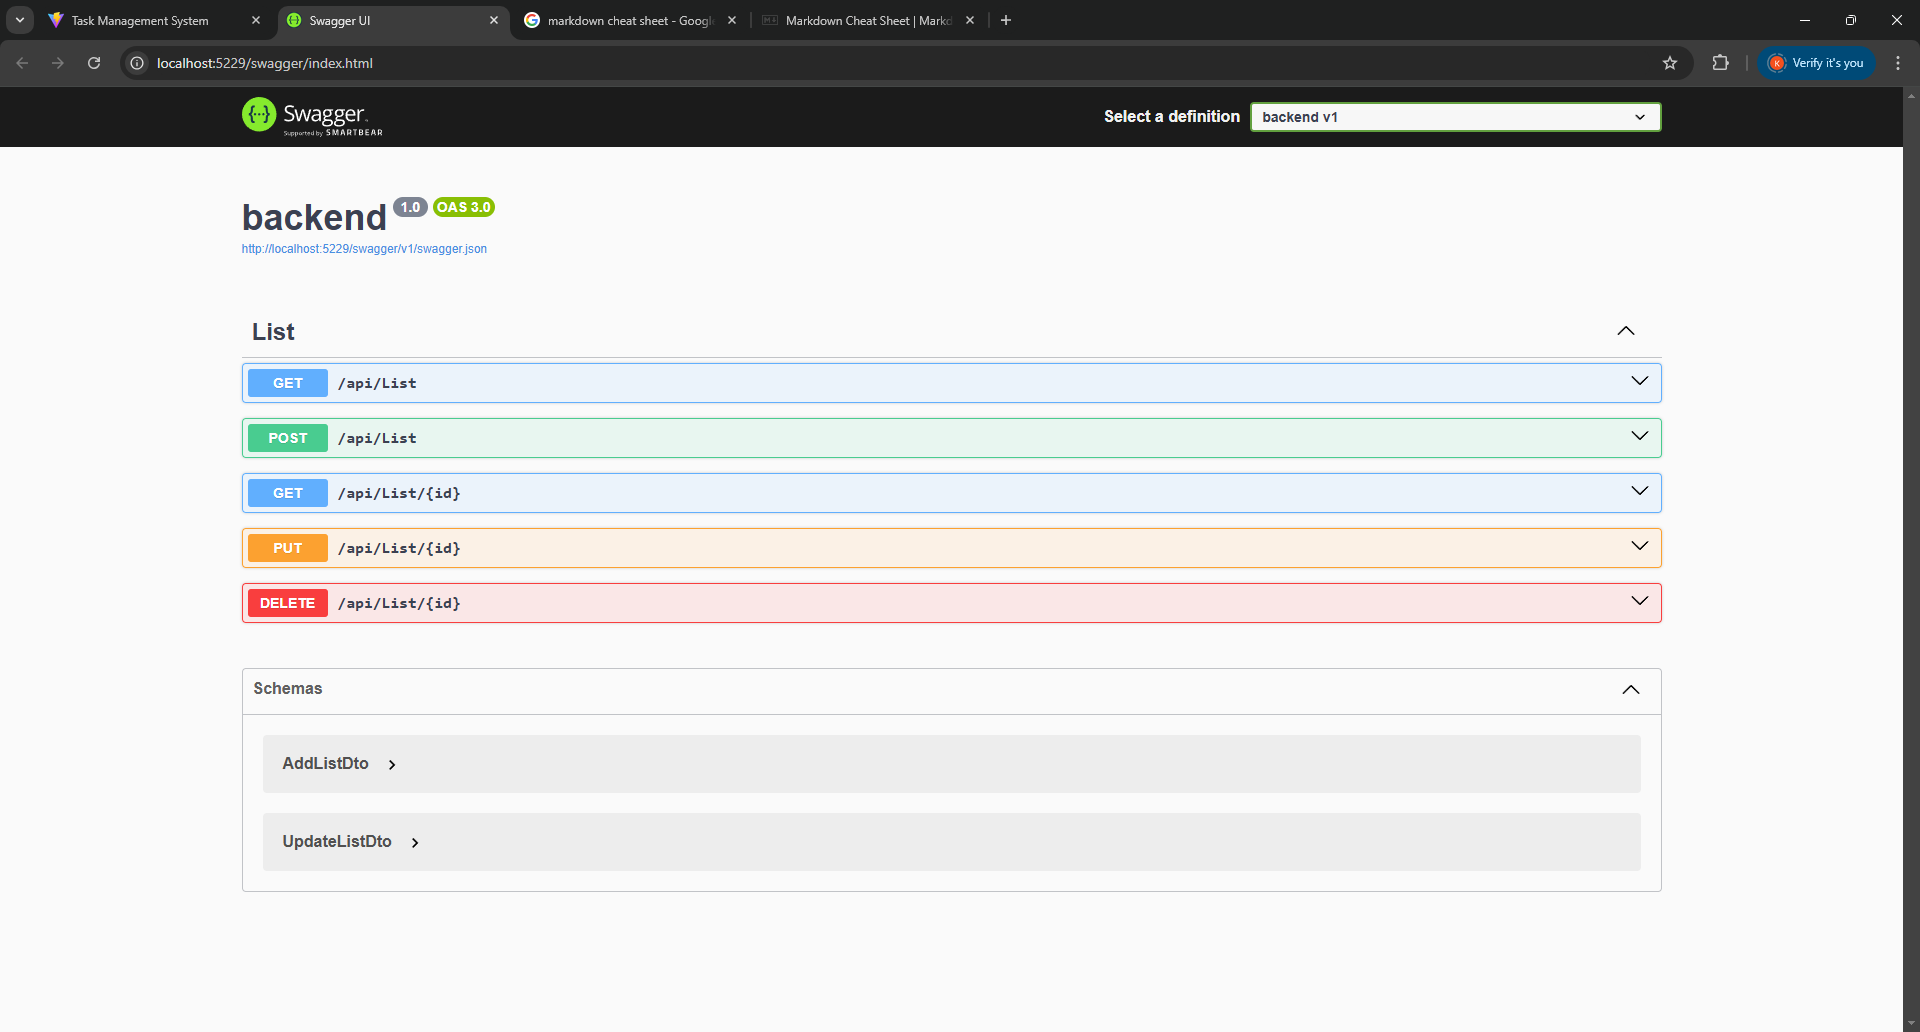 Task Management System
Swagger UI
markdown cheat sheet - Googl
Markdown Cheat Sheet | Markd
localhost:5229/swagger/index.html
Verify it's you
K
Swagger
Supported by SMARTBEAR
Select a definition
backend v1
backend 1.0 OAS 3.0
http://localhost:5229/swagger/v1/swagger.json
List
GET /api/List
POST /api/List
GET /api/List/{id}
PUT /api/List/{id}
DELETE /api/List/{id}
Schemas
AddListDto
UpdateListDto